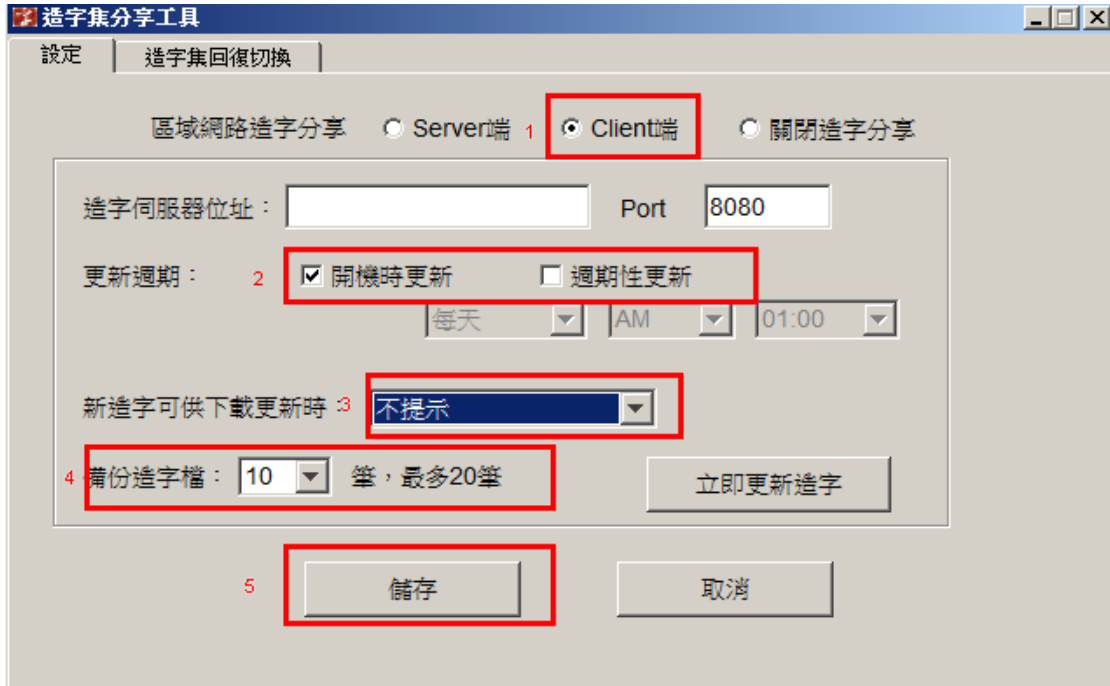 造字集分享工具
設定 造字集回復切換
區域網路造字分享 Server端 1 Client端 關閉造字分享
造字伺服器位址： Port 8080
更新週期： 2 開機時更新 週期性更新
每天 AM 01:00
新造字可供下載更新時：3 不提示
4 備份造字檔： 10 筆，最多20筆 立即更新造字
5 儲存 取消